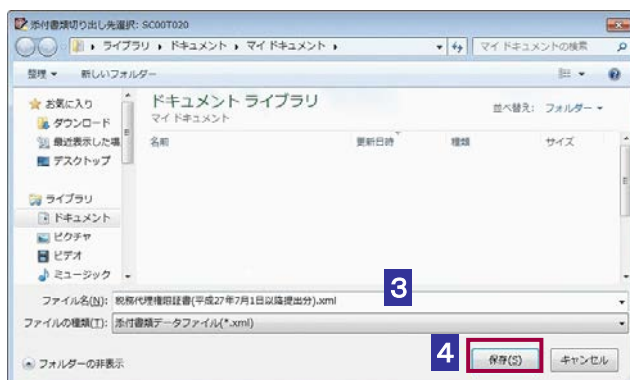 添付書類切り出し先選択: SC00T020
ライブラリ ▸ ドキュメント ▸ マイ ドキュメント ▸
マイ ドキュメントの検索
整理 ▼ 新しいフォルダー
お気に入り
ダウンロード
最近表示した場
デスクトップ
ライブラリ
ドキュメント
ピクチャ
ビデオ
ミュージック
ドキュメント ライブラリ
マイ ドキュメント
並べ替え: フォルダー ▼
名前 更新日時 種類 サイズ
3
ファイル名(N): 税務代理権限証書(平成27年7月1日以降提出分).xml
ファイルの種類(T): 添付書類データファイル(*.xml)
フォルダーの非表示
4
保存(S)
キャンセル